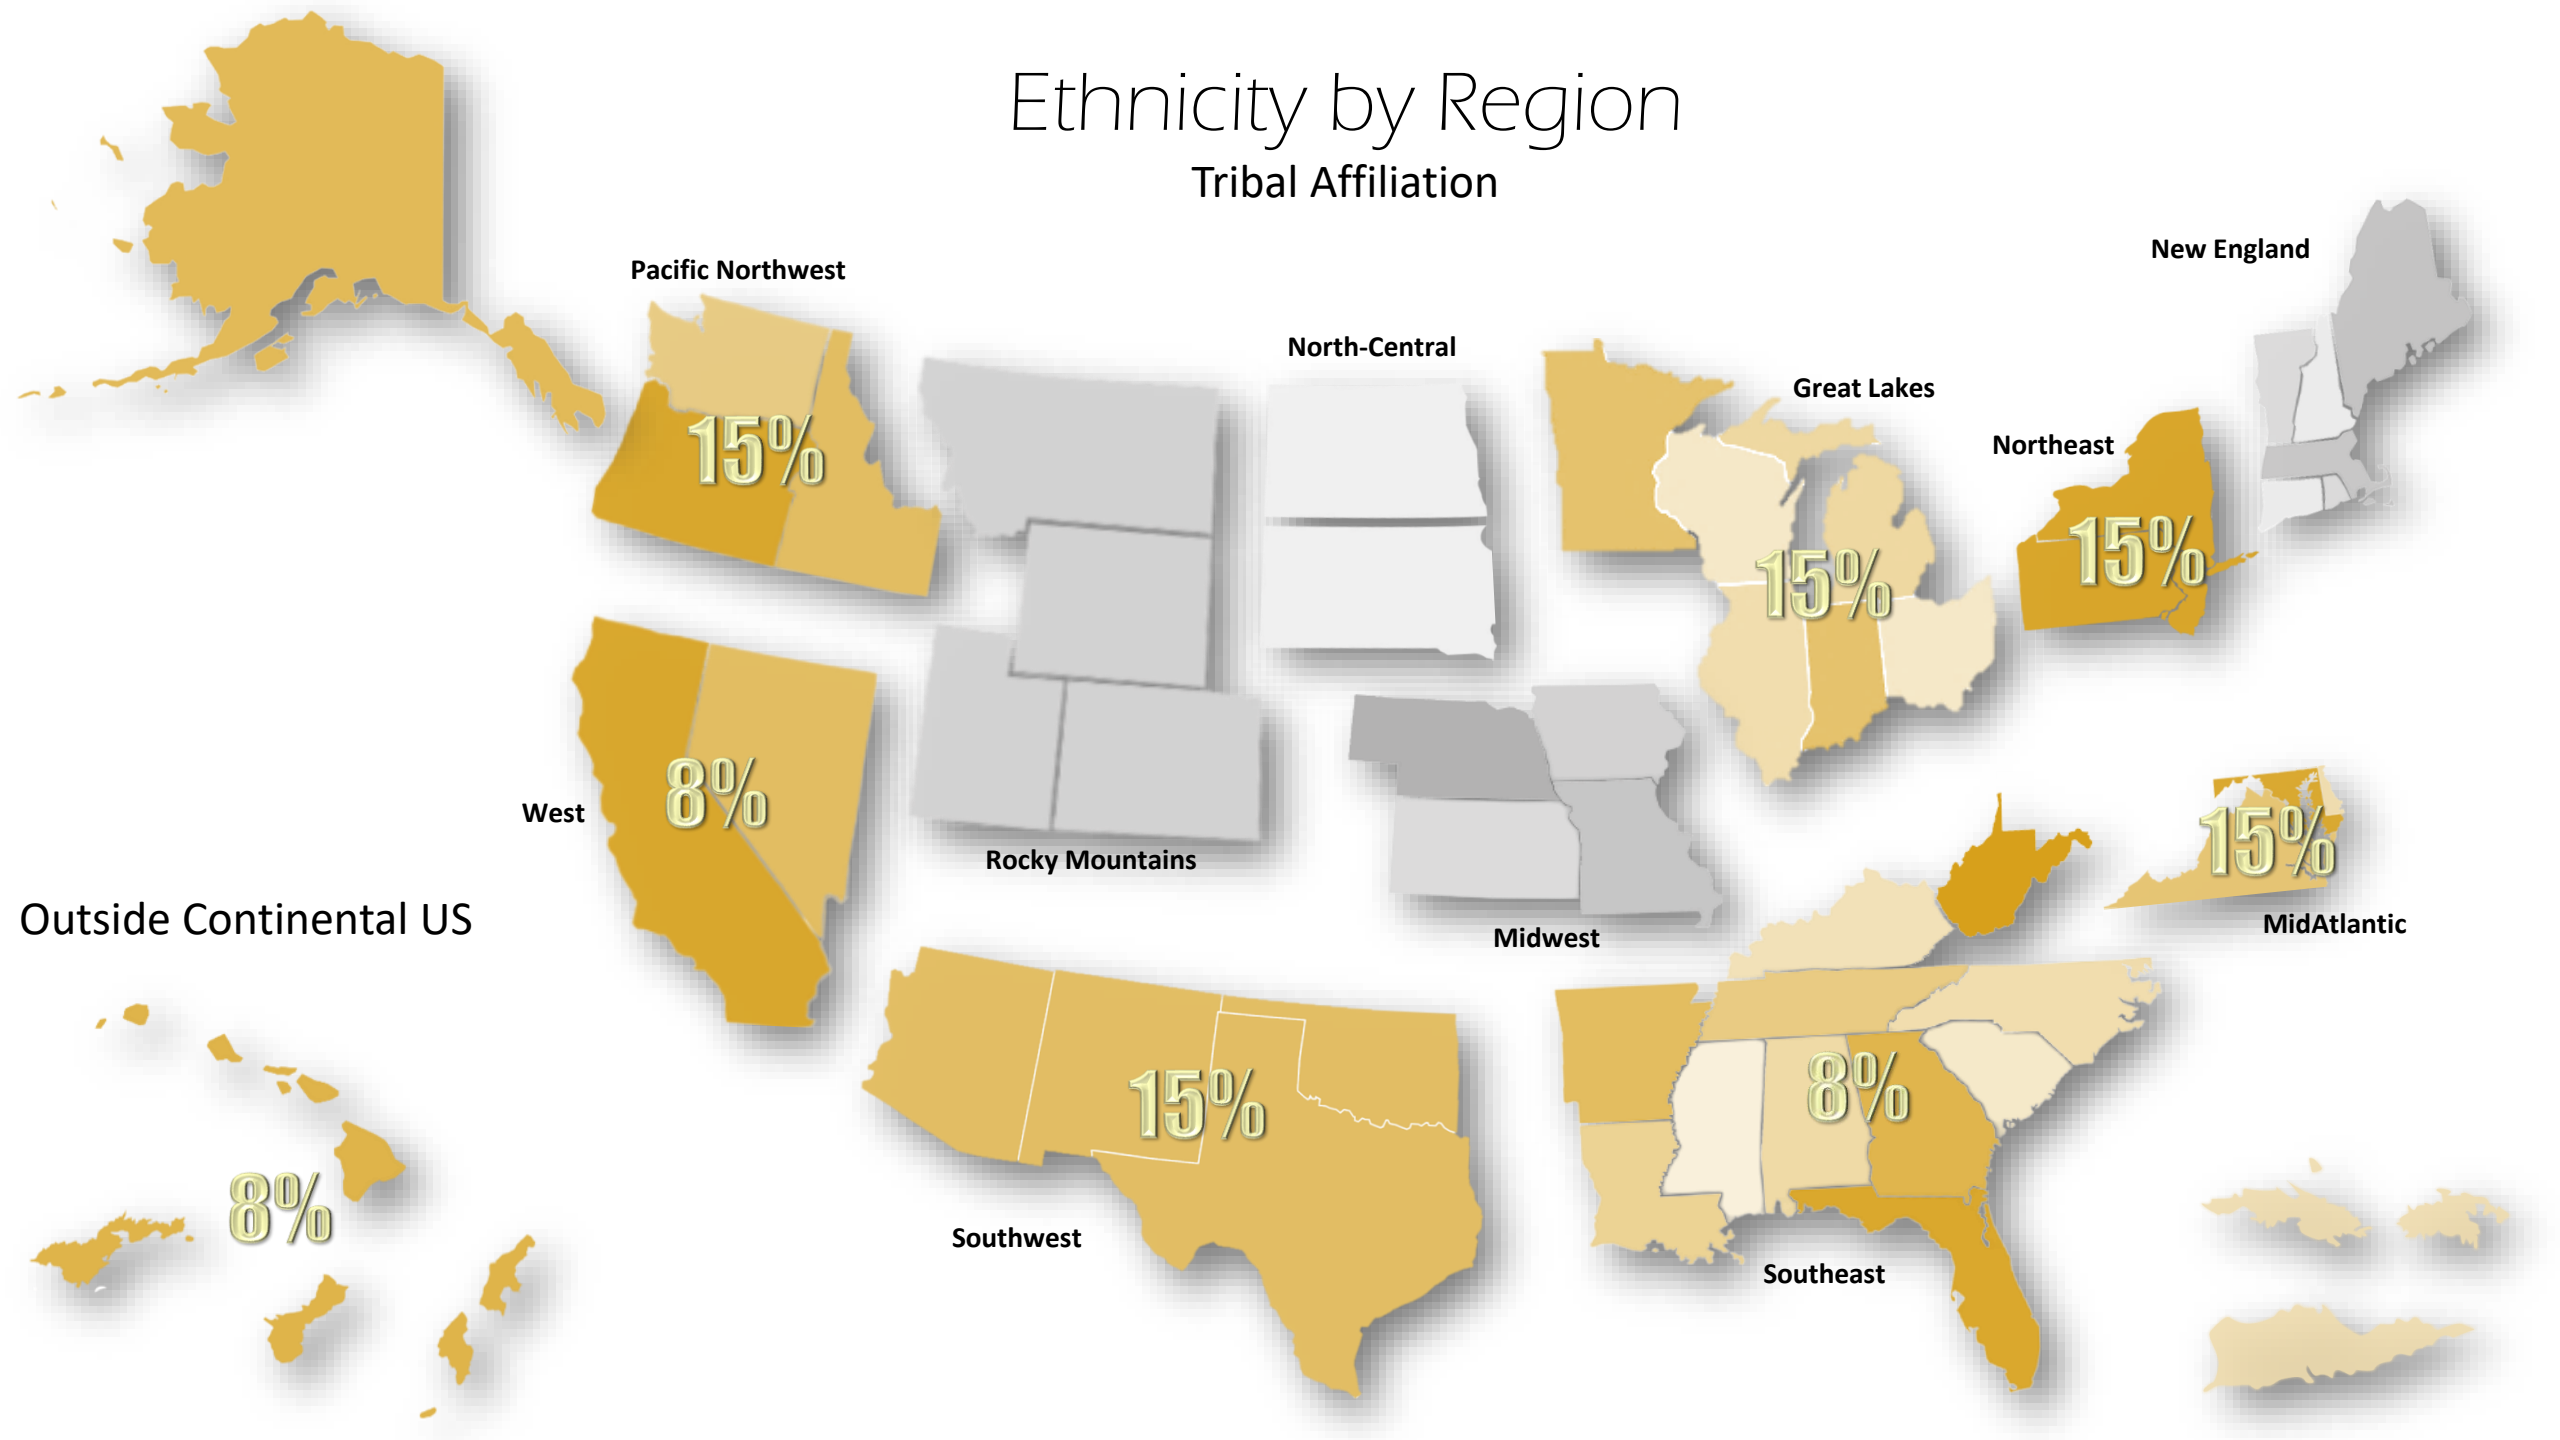 Ethnicity by Region
Tribal Affiliation
New England
Pacific Northwest
North-Central
Great Lakes
Northeast
15%
15%
15%
West
8%
Rocky Mountains
15%
MidAtlantic
Midwest
Outside Continental US
15%
8%
8%
Southwest
Southeast